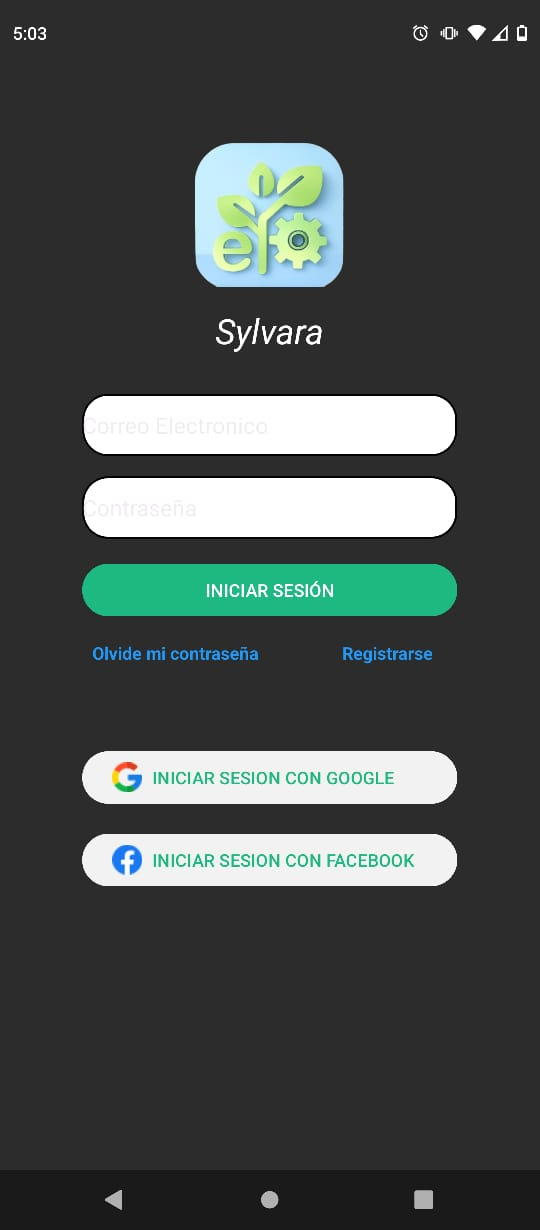 5:03
e
Sylvara
Correo Electronico
Contraseña
INICIAR SESIÓN
Olvide mi contraseña Registrarse
INICIAR SESION CON GOOGLE
INICIAR SESION CON FACEBOOK